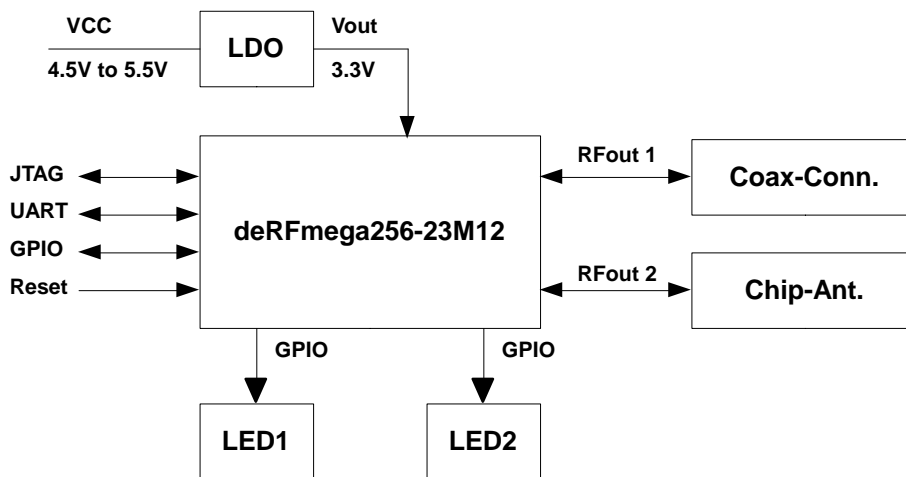 VCC
LDO
Vout
4.5V to 5.5V
3.3V
JTAG
UART
GPIO
Reset
deRFmega256-23M12
RFout 1
Coax-Conn.
RFout 2
Chip-Ant.
GPIO
GPIO
LED1
LED2